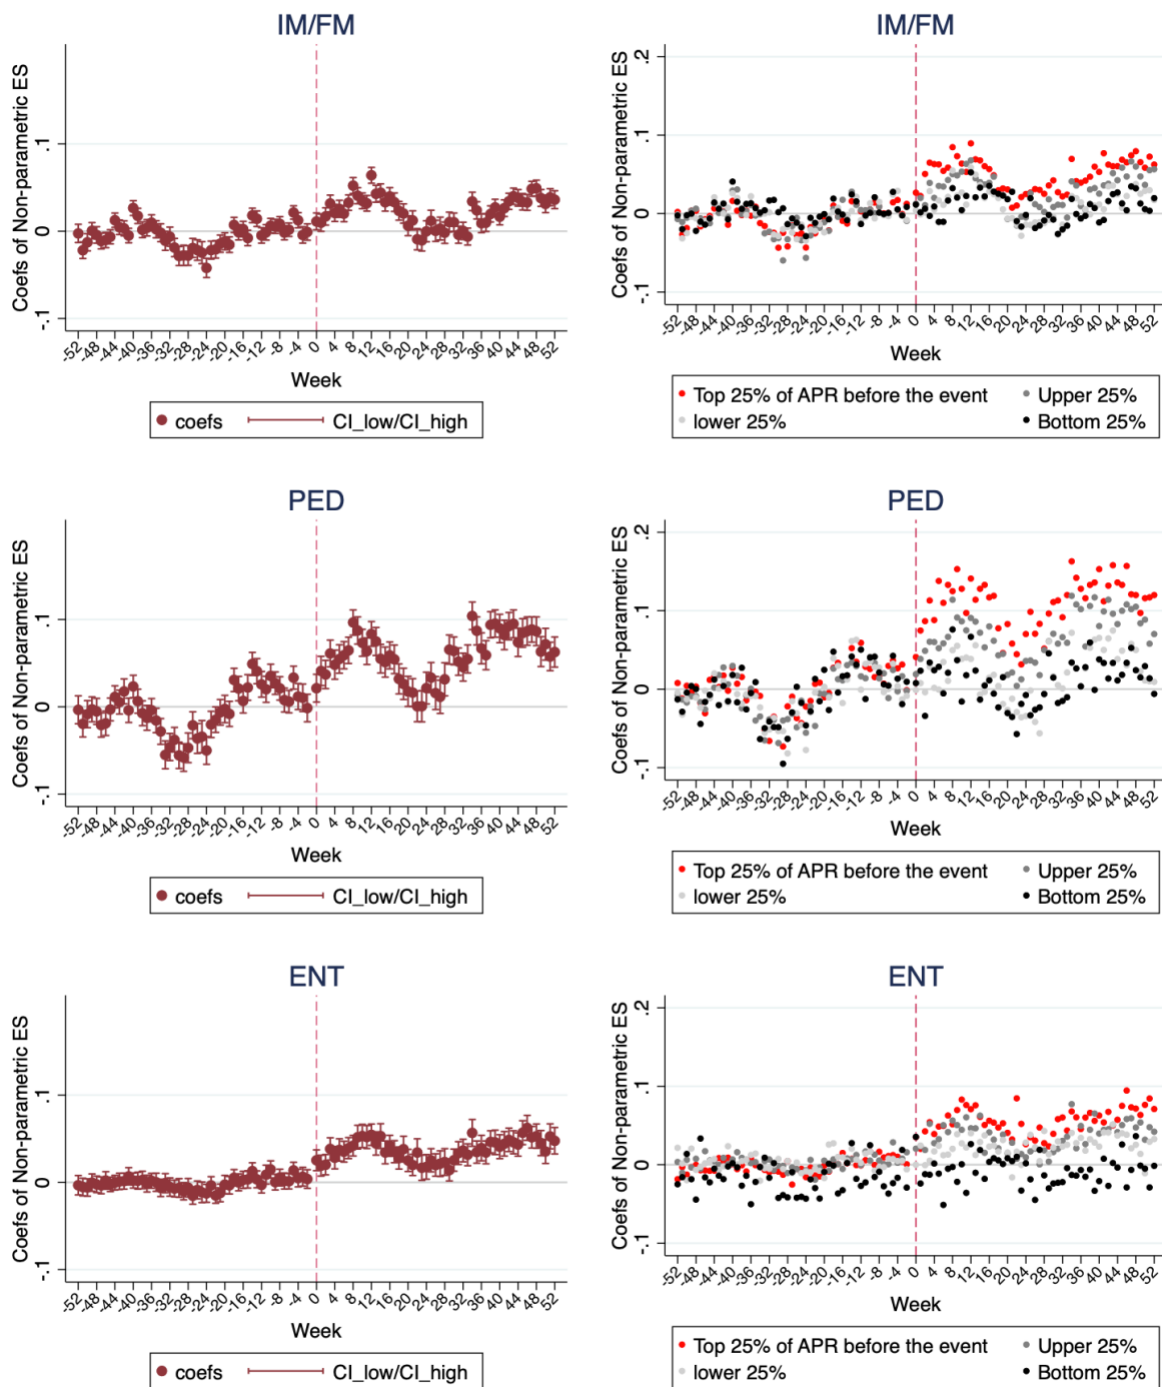 IM/FM
Coefs of Non-parametric ES
.1
0
-.1
-52 -48 -44 -40 -36 -32 -28 -24 -20 -16 -12 -8 -4 0 4 8 12 16 20 24 28 32 36 40 44 48 52
Week
coefs CI_low/CI_high
IM/FM
Coefs of Non-parametric ES
.2
.1
0
-.1
-52 -48 -44 -40 -36 -32 -28 -24 -20 -16 -12 -8 -4 0 4 8 12 16 20 24 28 32 36 40 44 48 52
Week
Top 25% of APR before the event Upper 25%
lower 25% Bottom 25%
PED
Coefs of Non-parametric ES
.1
0
-.1
-52 -48 -44 -40 -36 -32 -28 -24 -20 -16 -12 -8 -4 0 4 8 12 16 20 24 28 32 36 40 44 48 52
Week
coefs CI_low/CI_high
PED
Coefs of Non-parametric ES
.2
.1
0
-.1
-52 -48 -44 -40 -36 -32 -28 -24 -20 -16 -12 -8 -4 0 4 8 12 16 20 24 28 32 36 40 44 48 52
Week
Top 25% of APR before the event Upper 25%
lower 25% Bottom 25%
ENT
Coefs of Non-parametric ES
.1
0
-.1
-52 -48 -44 -40 -36 -32 -28 -24 -20 -16 -12 -8 -4 0 4 8 12 16 20 24 28 32 36 40 44 48 52
Week
coefs CI_low/CI_high
ENT
Coefs of Non-parametric ES
.2
.1
0
-.1
-52 -48 -44 -40 -36 -32 -28 -24 -20 -16 -12 -8 -4 0 4 8 12 16 20 24 28 32 36 40 44 48 52
Week
Top 25% of APR before the event Upper 25%
lower 25% Bottom 25%